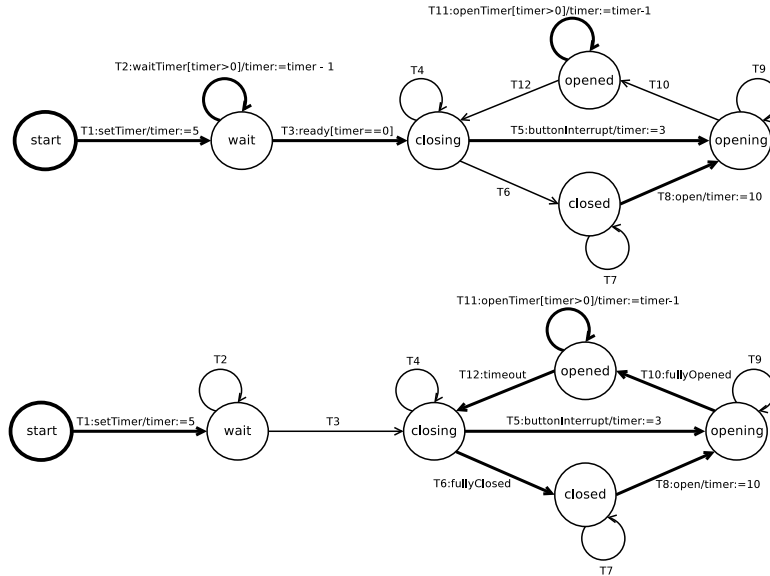 T11:openTimer[timer>0]/timer:=timer-1
T2:waitTimer[timer>0]/timer:=timer - 1
T4
T9
opened
T12
T10
start
T1:setTimer/timer:=5
wait
T3:ready[timer==0]
closing
T5:buttonInterrupt/timer:=3
opening
T6
closed
T8:open/timer:=10
T7
T11:openTimer[timer>0]/timer:=timer-1
T2
T4
T9
opened
T12:timeout
T10:fullyOpened
start
T1:setTimer/timer:=5
wait
T3
closing
T5:buttonInterrupt/timer:=3
opening
T6:fullyClosed
closed
T8:open/timer:=10
T7